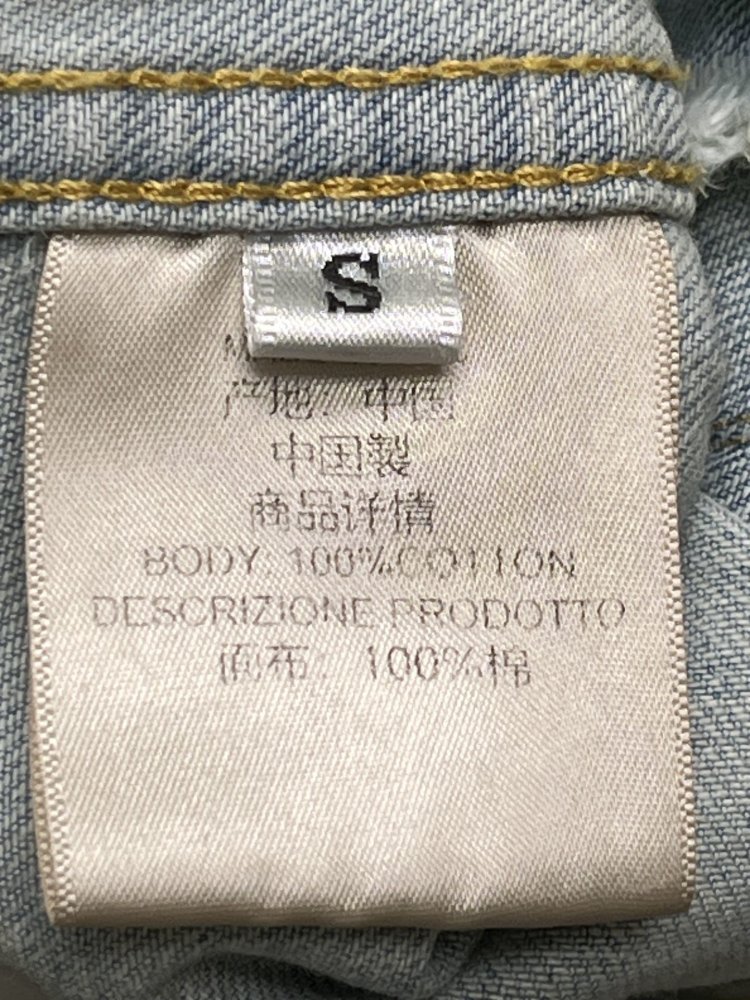 S
产地: 中国
中国製
商品详情
BODY: 100%COTTON
DESCRIZIONE PRODOTTO
面布: 100%棉